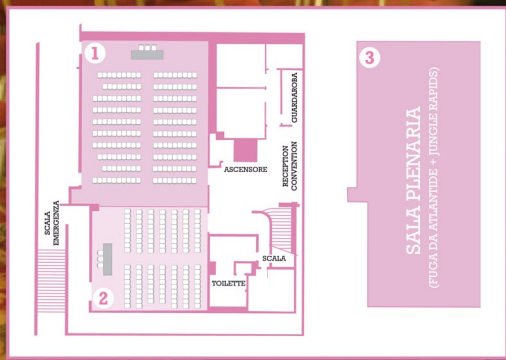 1
3
GUARDAROBA
ASCENSORE
RECEPTION
CONVENTION
SALA PLENARIA
(FUGA DA ATLANTIDE + JUNGLE RAPIDS)
SCALA
EMERGENZA
SCALA
TOILETTE
2